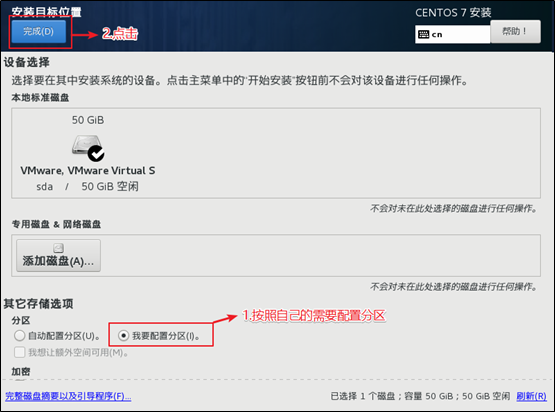 安装目标位置
CENTOS 7 安装
完成(D)
2.点击
cn
帮助！
设备选择
选择要在其中安装系统的设备。点击主菜单中的"开始安装"按钮前不会对该设备进行任何操作。
本地标准磁盘
50 GiB
VMware, VMware Virtual S
sda / 50 GiB 空闲
不会对未在此处选择的磁盘进行任何操作。
专用磁盘 & 网络磁盘
添加磁盘(A)...
不会对未在此处选择的磁盘进行任何操作。
其它存储选项
1.按照自己的需要配置分区
分区
自动配置分区(U)。
我要配置分区(I)。
我想让额外空间可用(M)。
加密
完整磁盘摘要以及引导程序(F)...
已选择 1 个磁盘；容量 50 GiB；50 GiB 空闲
刷新(R)